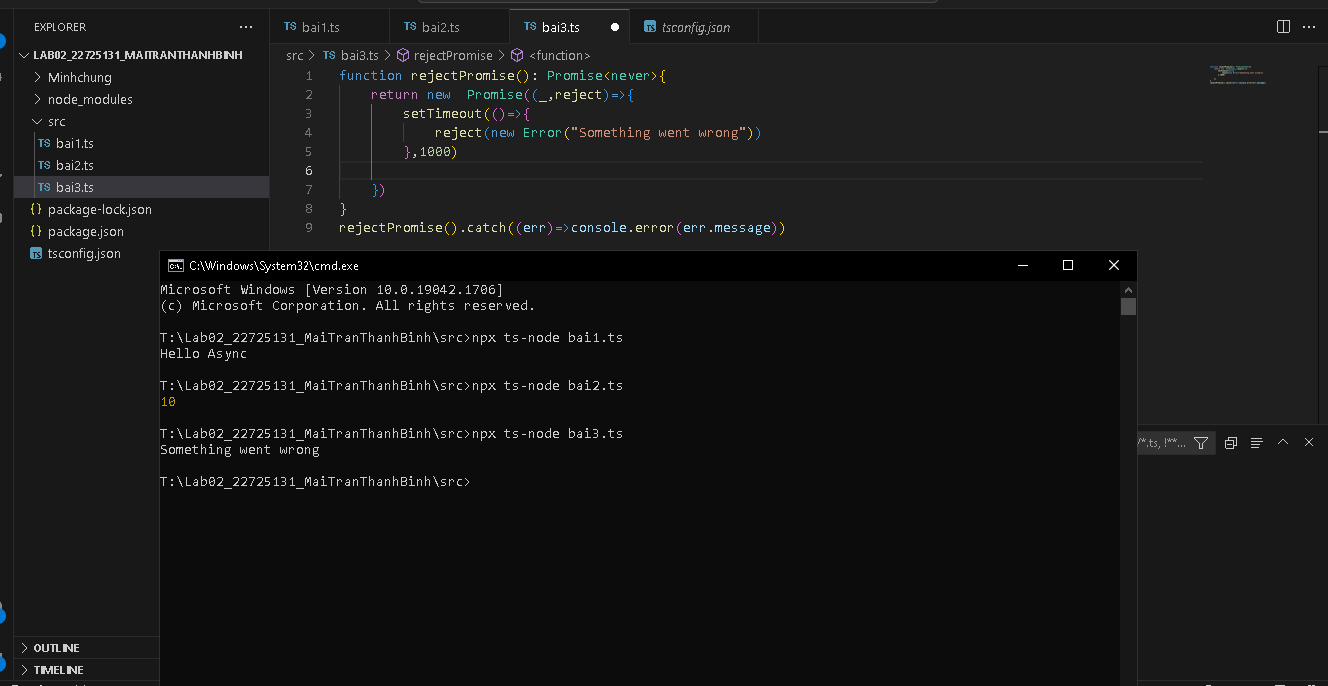 EXPLORER
LAB02_22725131_MAITRANTHANHBINH
Minhchung
node_modules
src
TS bai1.ts
TS bai2.ts
TS bai3.ts
{} package-lock.json
{} package.json
TS tsconfig.json
OUTLINE
TIMELINE
TS bai1.ts TS bai2.ts TS bai3.ts TS tsconfig.json
src > TS bai3.ts > rejectPromise > <function>
1 function rejectPromise(): Promise<never>{
2 return new  Promise((_,reject)=>{
3 setTimeout(()=>{
4 reject(new Error("Something went wrong"))
5 },1000)
6
7 })
8 }
9 rejectPromise().catch((err)=>console.error(err.message))
C:\Windows\System32\cmd.exe
Microsoft Windows [Version 10.0.19042.1706]
(c) Microsoft Corporation. All rights reserved.
T:\Lab02_22725131_MaiTranThanhBinh\src>npx ts-node bai1.ts
Hello Async
T:\Lab02_22725131_MaiTranThanhBinh\src>npx ts-node bai2.ts
10
T:\Lab02_22725131_MaiTranThanhBinh\src>npx ts-node bai3.ts
Something went wrong
T:\Lab02_22725131_MaiTranThanhBinh\src>
/*.ts, !**...